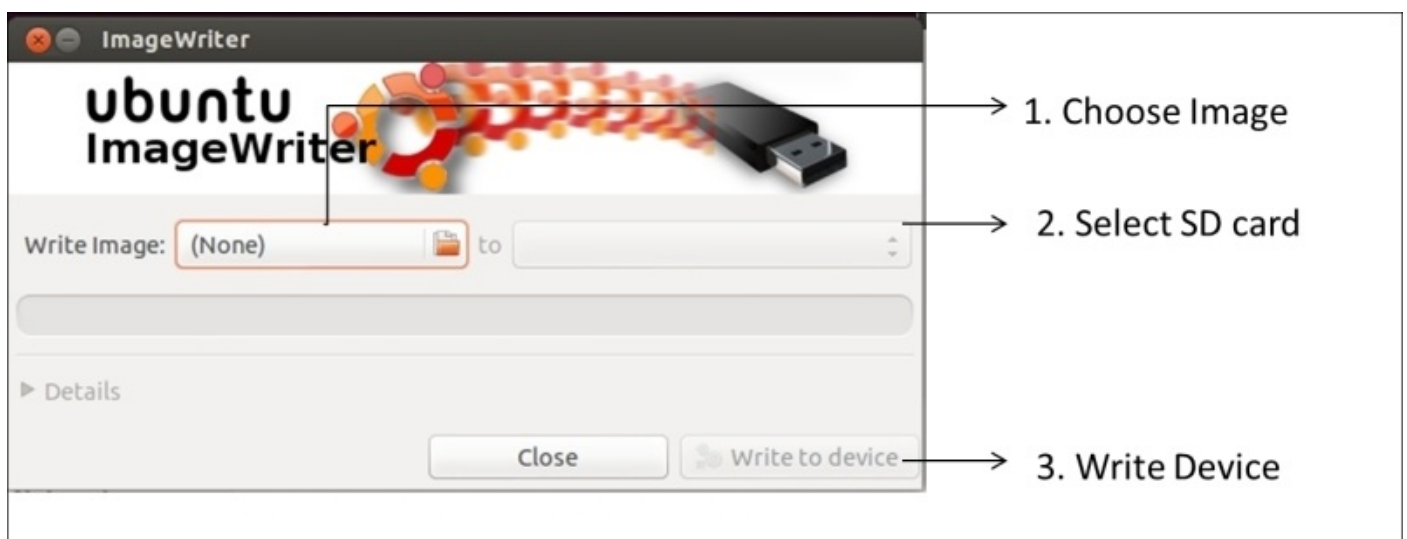 ImageWriter
ubuntu
ImageWriter
1. Choose Image
Write Image: (None) to
2. Select SD card
Details
Close Write to device
3. Write Device